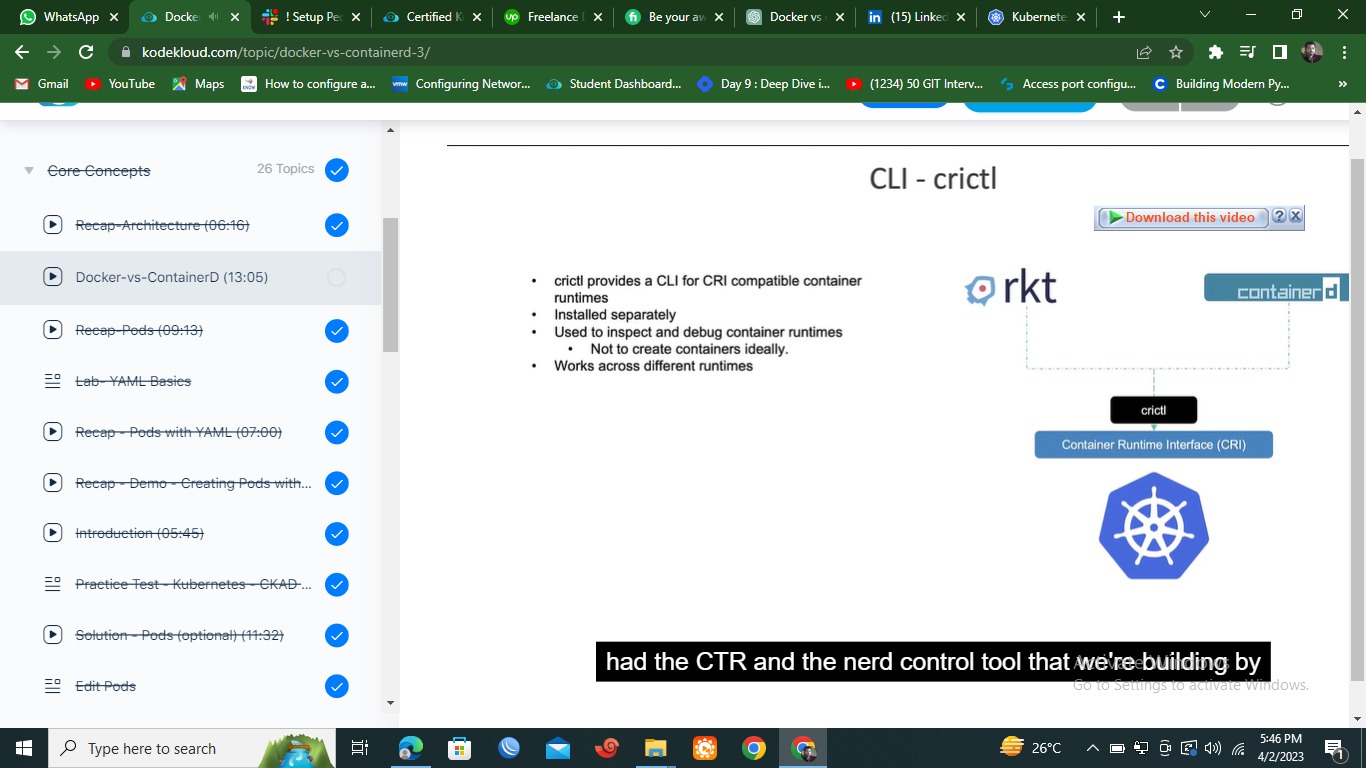 WhatsApp
Docke
! Setup Pe
Certified K
Freelance
Be your aw
Docker vs
(15) Linked
Kubernete
kodekloud.com/topic/docker-vs-containerd-3/
Gmail
YouTube
Maps
How to configure a...
Configuring Networ...
Student Dashboard...
Day 9 : Deep Dive i...
(1234) 50 GIT Interv...
Access port configu...
Building Modern Py...
»
Core Concepts
26 Topics
Recap-Architecture (06:16)
Docker-vs-ContainerD (13:05)
Recap-Pods (09:13)
Lab- YAML Basics
Recap - Pods with YAML (07:00)
Recap - Demo - Creating Pods with...
Introduction (05:45)
Practice Test - Kubernetes - CKAD ...
Solution - Pods (optional) (11:32)
Edit Pods
CLI - crictl
Download this video
• crictl provides a CLI for CRI compatible container
runtimes
• Installed separately
• Used to inspect and debug container runtimes
• Not to create containers ideally.
• Works across different runtimes
rkt
containerd
crictl
Container Runtime Interface (CRI)
had the CTR and the nerd control tool that we're building by
Activate Windows
Go to Settings to activate Windows.
Type here to search
26°C
5:46 PM
4/2/2023
1